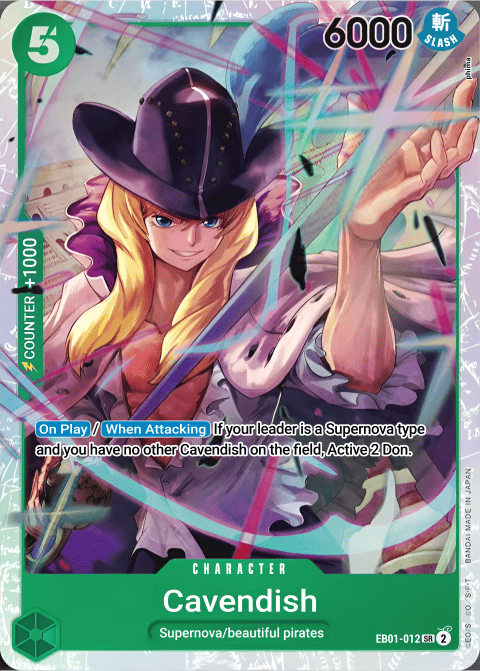 5
6000
斬
SLASH
phima
COUNTER +1000
On Play / When Attacking If your leader is a Supernova type
and you have no other Cavendish on the field, Active 2 Don.
CHARACTER
Cavendish
Supernova/beautiful pirates
EB01-012 SR 2
©E.O./S. ©O./S.·F·T BANDAI MADE IN JAPAN